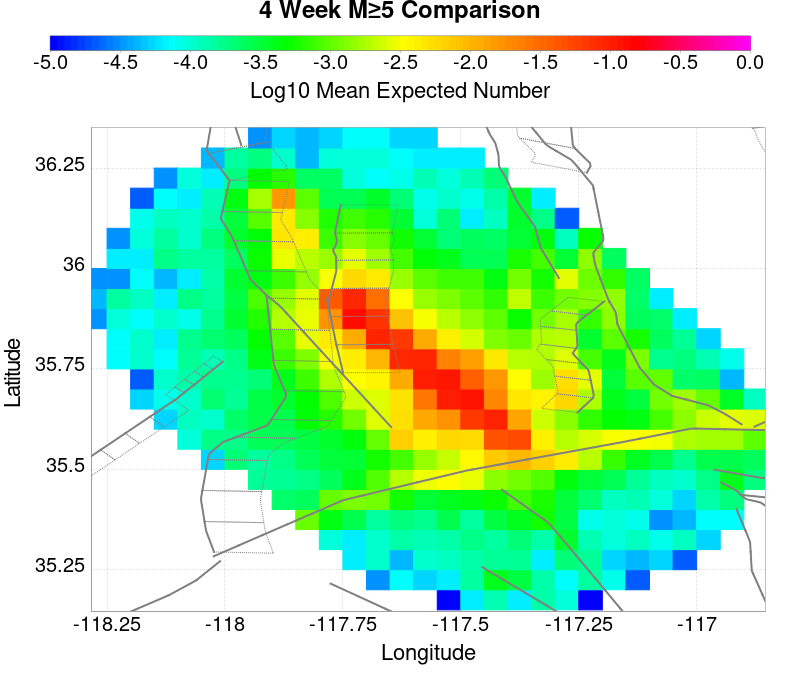 4 Week M≥5 Comparison
-5.0 -4.5 -4.0 -3.5 -3.0 -2.5 -2.0 -1.5 -1.0 -0.5 0.0
Log10 Mean Expected Number
36.25
36
35.75
35.5
35.25
Latitude
-118.25 -118 -117.75 -117.5 -117.25 -117
Longitude